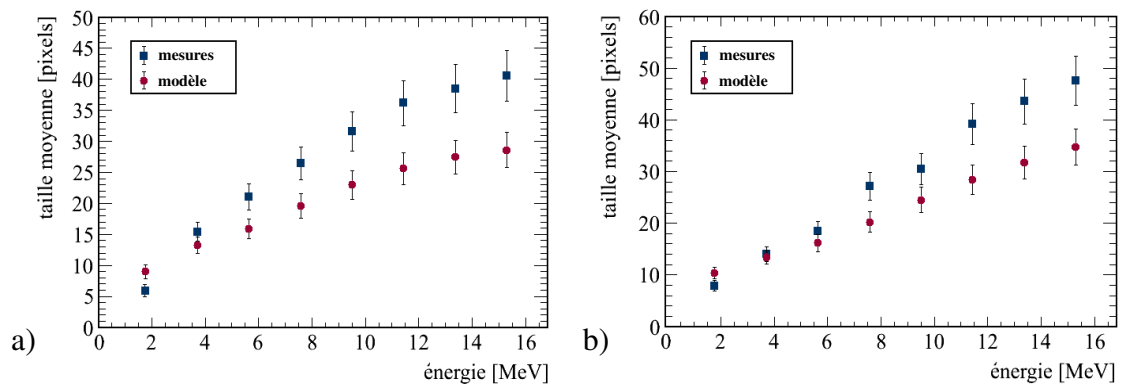 taille moyenne [pixels]
50
45
40
35
30
25
20
15
10
5
0
mesures
modèle
0 2 4 6 8 10 12 14 16
énergie [MeV]
a)
taille moyenne [pixels]
60
50
40
30
20
10
0
mesures
modèle
0 2 4 6 8 10 12 14 16
énergie [MeV]
b)